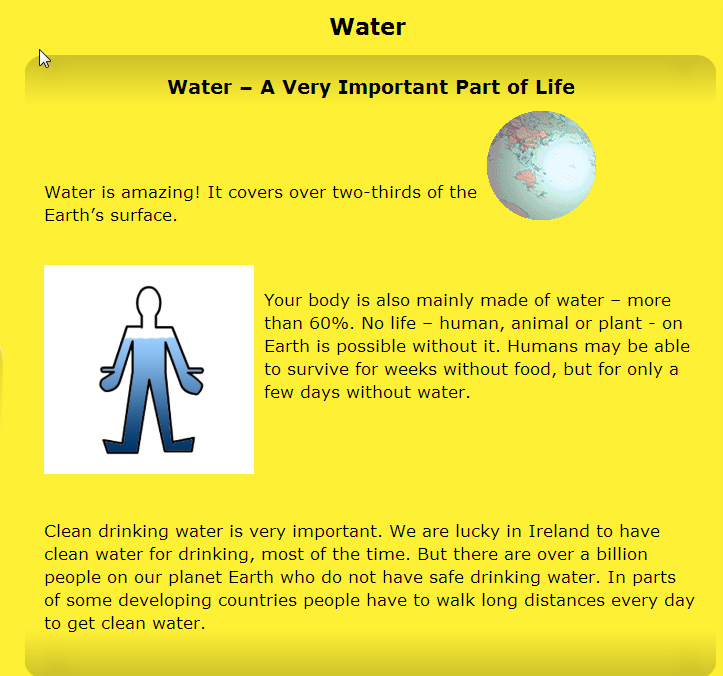 Water
Water – A Very Important Part of Life
Water is amazing! It covers over two-thirds of the
Earth’s surface.
Your body is also mainly made of water – more
than 60%. No life – human, animal or plant - on
Earth is possible without it. Humans may be able
to survive for weeks without food, but for only a
few days without water.
Clean drinking water is very important. We are lucky in Ireland to have
clean water for drinking, most of the time. But there are over a billion
people on our planet Earth who do not have safe drinking water. In parts
of some developing countries people have to walk long distances every day
to get clean water.